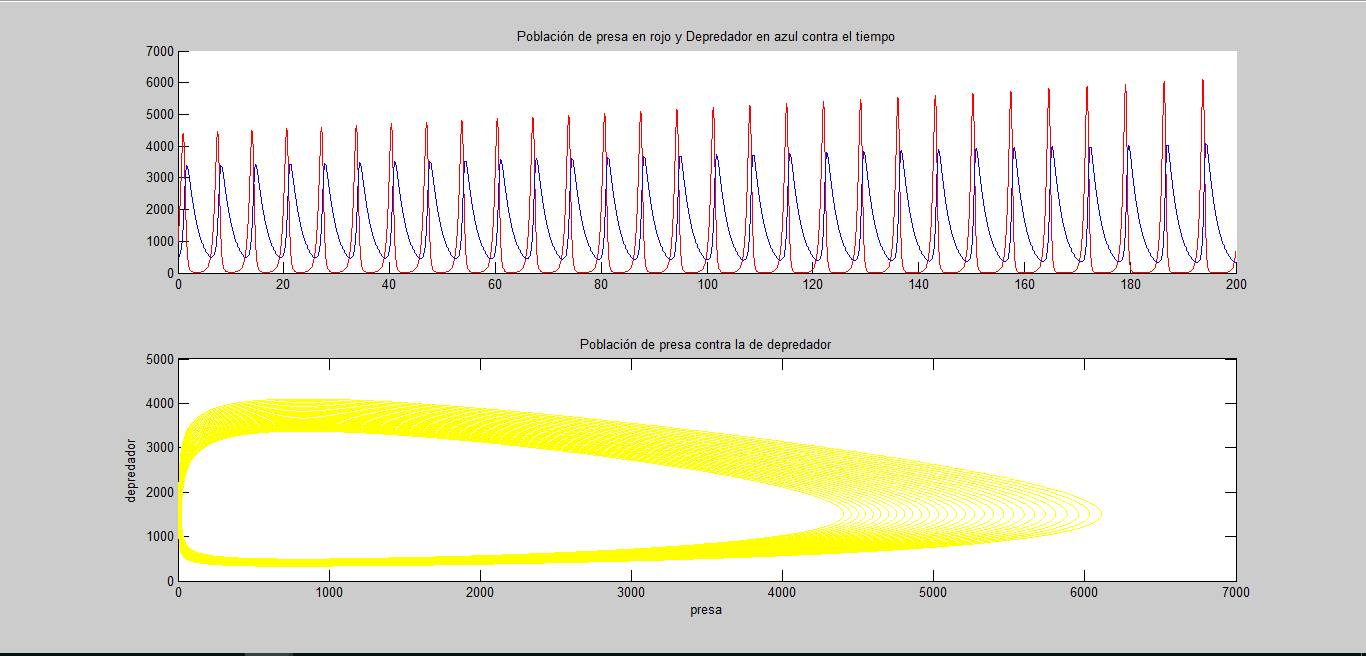 Población de presa en rojo y Depredador en azul contra el tiempo
7000
6000
5000
4000
3000
2000
1000
0
0 20 40 60 80 100 120 140 160 180 200
Población de presa contra la de depredador
5000
4000
3000
2000
1000
0
depredador
0 1000 2000 3000 4000 5000 6000 7000
presa